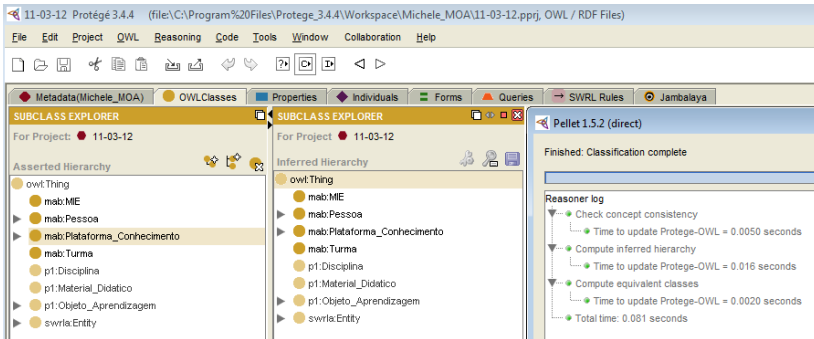 11-03-12 Protégé 3.4.4 (file:\C:\Program%20Files\Protege_3.4.4\Workspace\Michele_MOA\11-03-12.pprj, OWL / RDF Files)
File Edit Project OWL Reasoning Code Tools Window Collaboration Help
Metadata(Michele_MOA) OWLClasses Properties Individuals Forms Queries SWRL Rules Jambalaya
SUBCLASS EXPLORER
For Project: 11-03-12
Asserted Hierarchy
owl:Thing
mab:MIE
mab:Pessoa
mab:Plataforma_Conhecimento
mab:Turma
p1:Disciplina
p1:Material_Didatico
p1:Objeto_Aprendizagem
swrla:Entity
SUBCLASS EXPLORER
For Project: 11-03-12
Inferred Hierarchy
owl:Thing
mab:MIE
mab:Pessoa
mab:Plataforma_Conhecimento
mab:Turma
p1:Disciplina
p1:Material_Didatico
p1:Objeto_Aprendizagem
swrla:Entity
Pellet 1.5.2 (direct)
Finished: Classification complete
Reasoner log
Check concept consistency
Time to update Protege-OWL = 0.0050 seconds
Compute inferred hierarchy
Time to update Protege-OWL = 0.016 seconds
Compute equivalent classes
Time to update Protege-OWL = 0.0020 seconds
Total time: 0.081 seconds